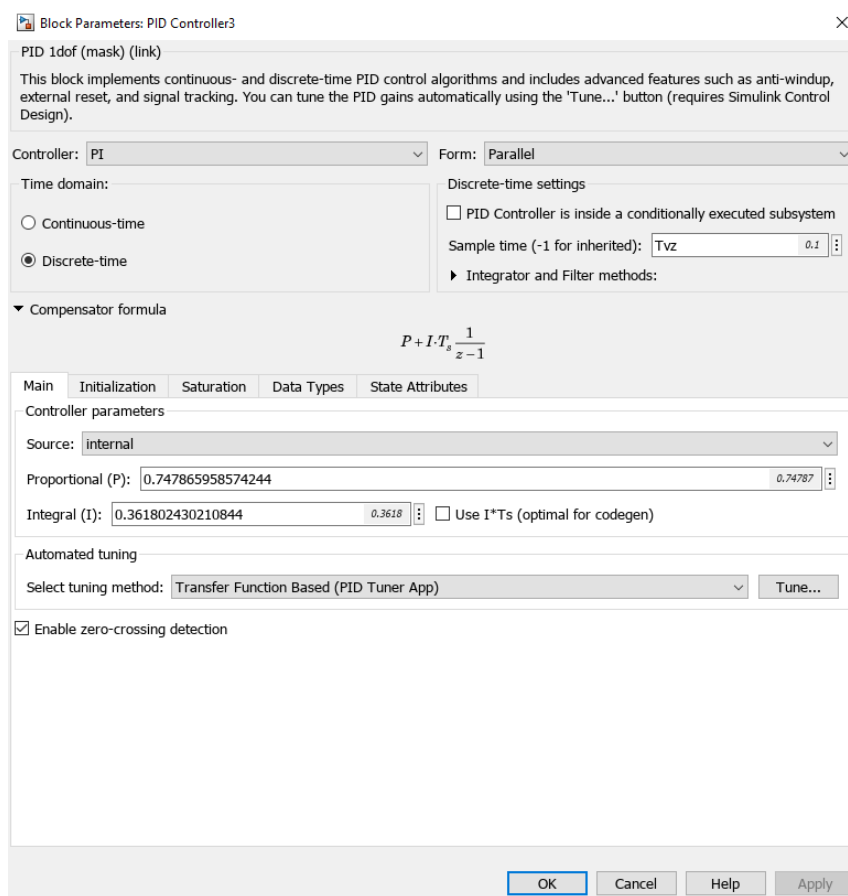 Block Parameters: PID Controller3
PID 1dof (mask) (link)
This block implements continuous- and discrete-time PID control algorithms and includes advanced features such as anti-windup,
external reset, and signal tracking. You can tune the PID gains automatically using the 'Tune...' button (requires Simulink Control
Design).
Controller: PI Form: Parallel
Time domain:
Continuous-time
Discrete-time
Discrete-time settings
PID Controller is inside a conditionally executed subsystem
Sample time (-1 for inherited): Tvz 0.1
Integrator and Filter methods:
Compensator formula
P + I·T_s 1/(z−1)
Main Initialization Saturation Data Types State Attributes
Controller parameters
Source: internal
Proportional (P): 0.747865958574244 0.74787
Integral (I): 0.361802430210844 0.3618 Use I*Ts (optimal for codegen)
Automated tuning
Select tuning method: Transfer Function Based (PID Tuner App) Tune...
Enable zero-crossing detection
OK Cancel Help Apply